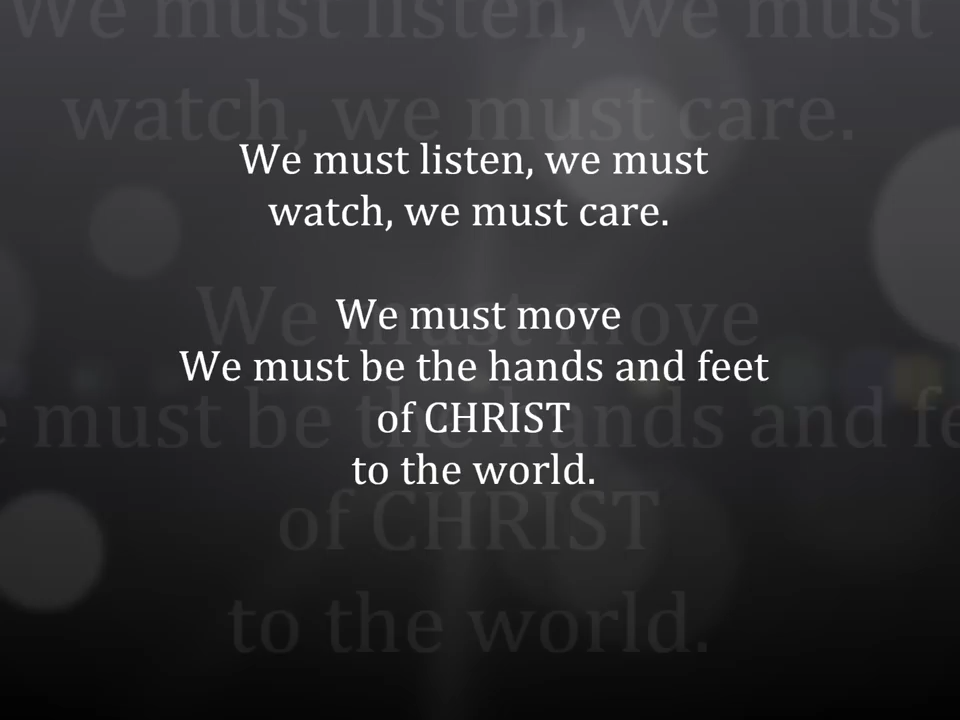 We must listen, we must
watch, we must care.
We must move
We must be the hands and feet
of CHRIST
to the world.